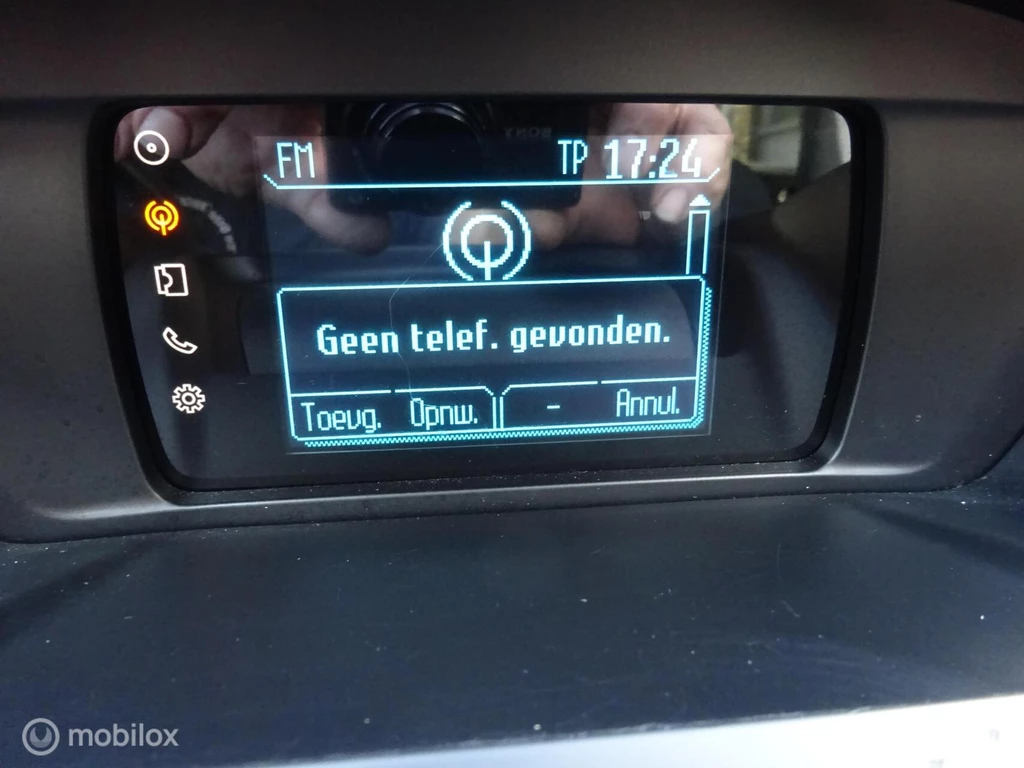 FM TP 17:24
Geen telef. gevonden.
Toevg. Opnw. - Annul.
SONY
mobilox